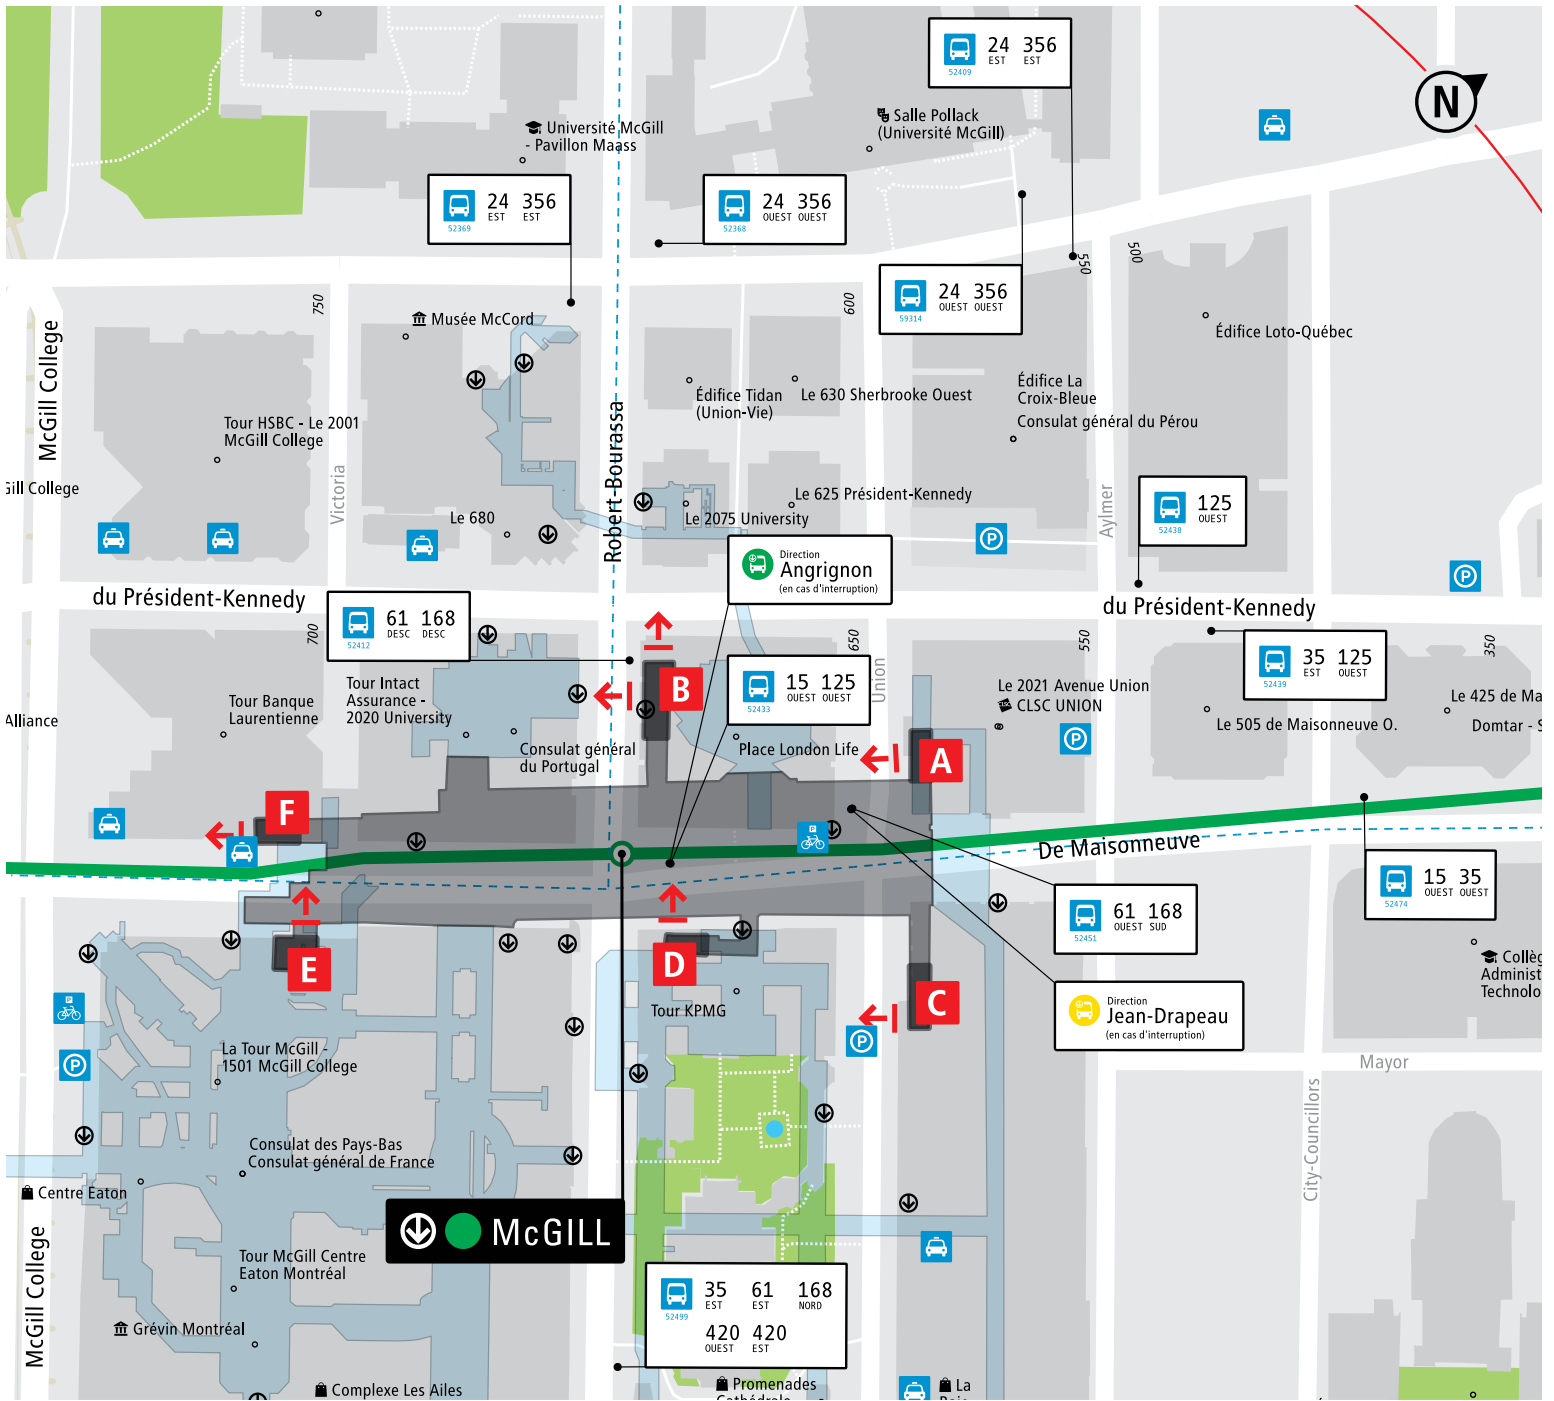 24 356
EST EST
52409
N
Salle Pollack
(Université McGill)
Université McGill
- Pavillon Maass
24 356
EST EST
52369
24 356
OUEST OUEST
52368
24 356
OUEST OUEST
59314
750
600
550
500
Musée McCord
Édifice Loto-Québec
McGill College
Tour HSBC - Le 2001
McGill College
Édifice Tidan
(Union-Vie)
Le 630 Sherbrooke Ouest
Édifice La
Croix-Bleue
Consulat général du Pérou
Gill College
Victoria
Robert-Bourassa
Le 680
Le 2075 University
Le 625 Président-Kennedy
Aylmer
125
OUEST
52438
Direction
Angrignon
(en cas d'interruption)
du Président-Kennedy
du Président-Kennedy
61 168
DESC DESC
52412
700
650
550
350
B
15 125
OUEST OUEST
52433
Union
35 125
EST OUEST
52439
Tour Intact
Assurance -
2020 University
Tour Banque
Laurentienne
Alliance
Consulat général
du Portugal
Place London Life
Le 2021 Avenue Union
CLSC UNION
Le 505 de Maisonneuve O.
Le 425 de Ma
Domtar - S
A
F
De Maisonneuve
15 35
OUEST OUEST
52474
61 168
OUEST SUD
52451
E
D
C
Tour KPMG
Direction
Jean-Drapeau
(en cas d'interruption)
Collèg
Administ
Technolo
La Tour McGill -
1501 McGill College
Mayor
City-Councillors
Consulat des Pays-Bas
Consulat général de France
Centre Eaton
McGILL
McGill College
Tour McGill Centre
Eaton Montréal
35 61 168
EST EST NORD
52499
420 420
OUEST EST
Grévin Montréal
Complexe Les Ailes
Promenades
Cathédrale
La